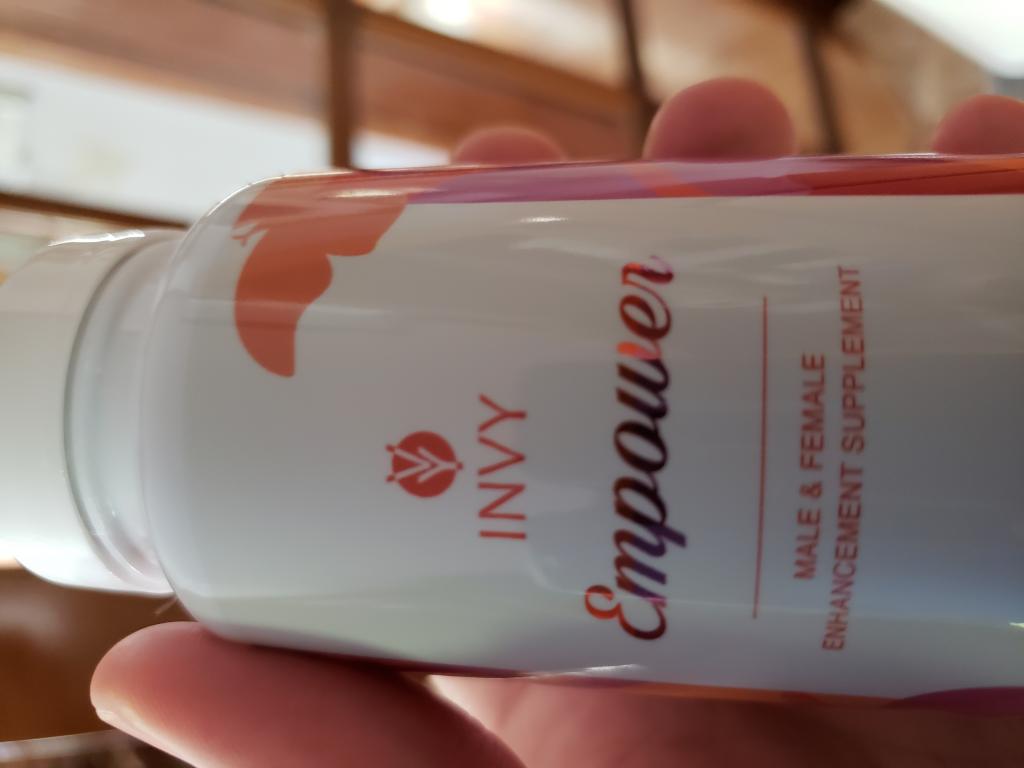 INVY
Empower
MALE & FEMALE
ENHANCEMENT SUPPLEMENT